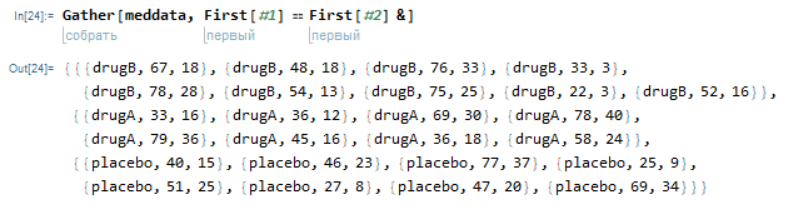 In[24]:= Gather[meddata, First[#1] == First[#2] &]
собрать первый первый
Out[24]= {{{drugB, 67, 18}, {drugB, 48, 18}, {drugB, 76, 33}, {drugB, 33, 3},
{drugB, 78, 28}, {drugB, 54, 13}, {drugB, 75, 25}, {drugB, 22, 3}, {drugB, 52, 16}},
{{drugA, 33, 16}, {drugA, 36, 12}, {drugA, 69, 30}, {drugA, 78, 40},
{drugA, 79, 36}, {drugA, 45, 16}, {drugA, 36, 18}, {drugA, 58, 24}},
{{placebo, 40, 15}, {placebo, 46, 23}, {placebo, 77, 37}, {placebo, 25, 9},
{placebo, 51, 25}, {placebo, 27, 8}, {placebo, 47, 20}, {placebo, 69, 34}}}